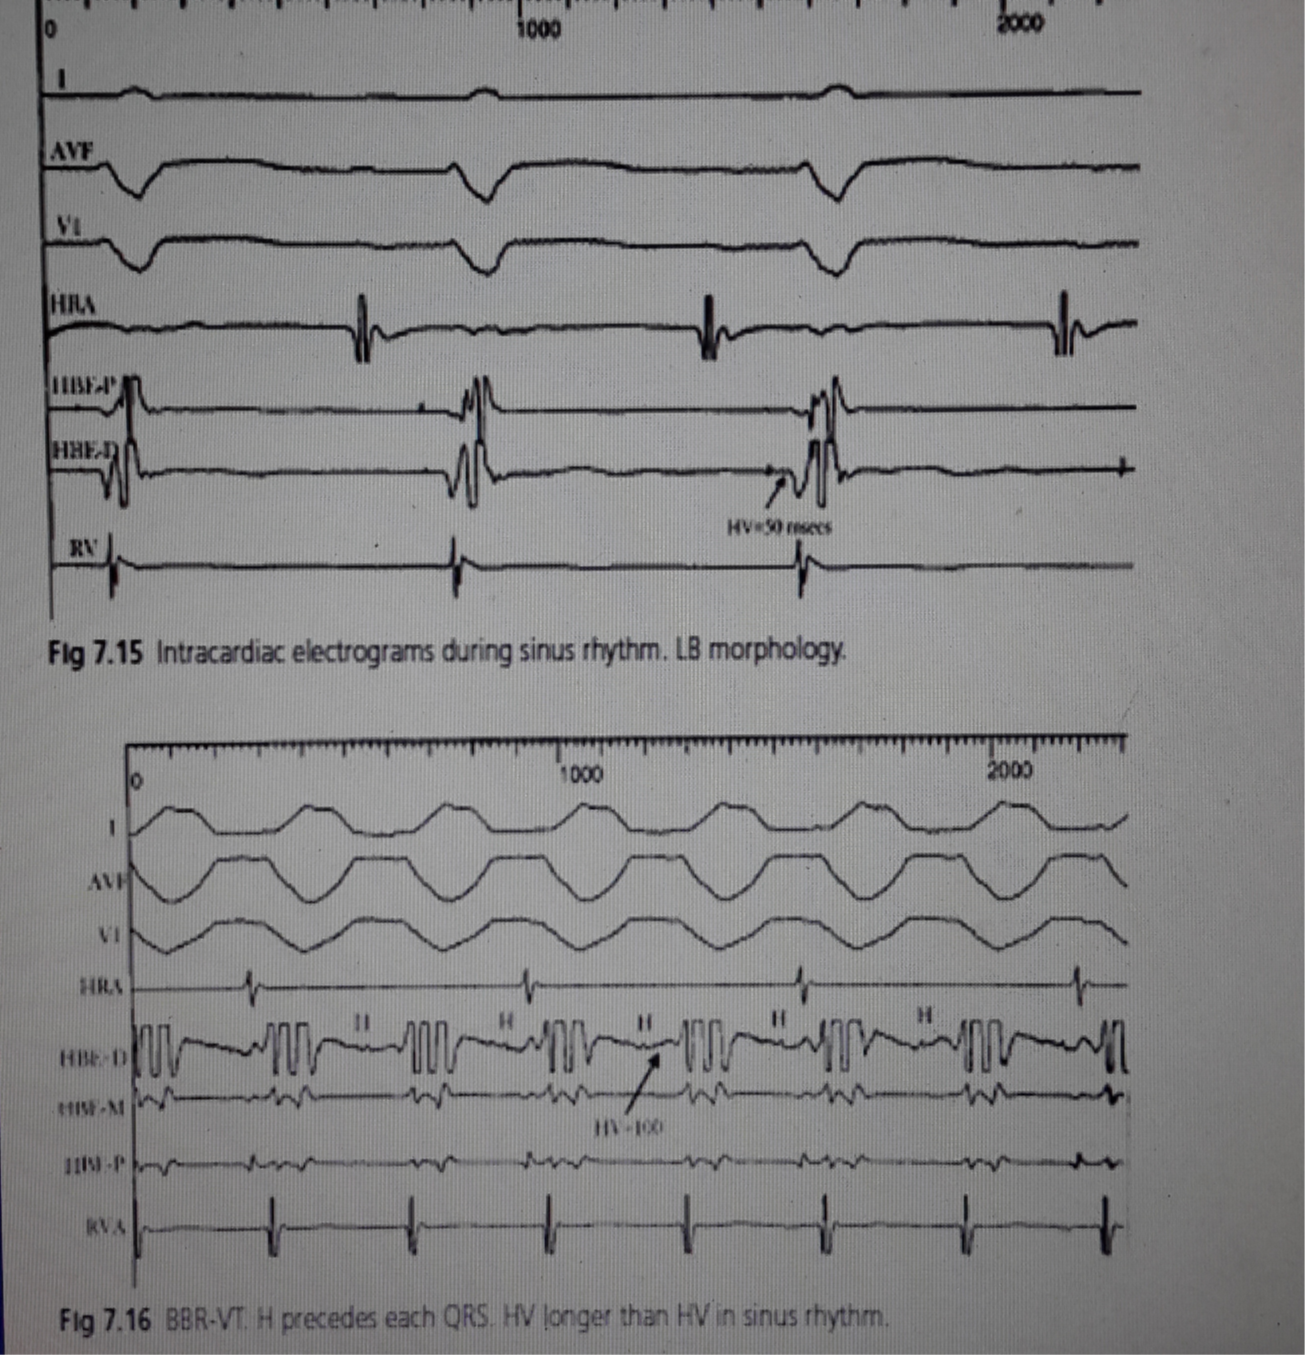 0 1000 2000
I
AVF
V1
HRA
HBE-P
HBE-D
HV=50 msecs
RV
Fig 7.15 Intracardiac electrograms during sinus rhythm. LB morphology.
0 1000 2000
I
AVF
V1
HRA
H H H H H
HBE-D
HBE-M
HV-100
HBE-P
RVA
Fig 7.16 BBR-VT. H precedes each QRS. HV longer than HV in sinus rhythm.